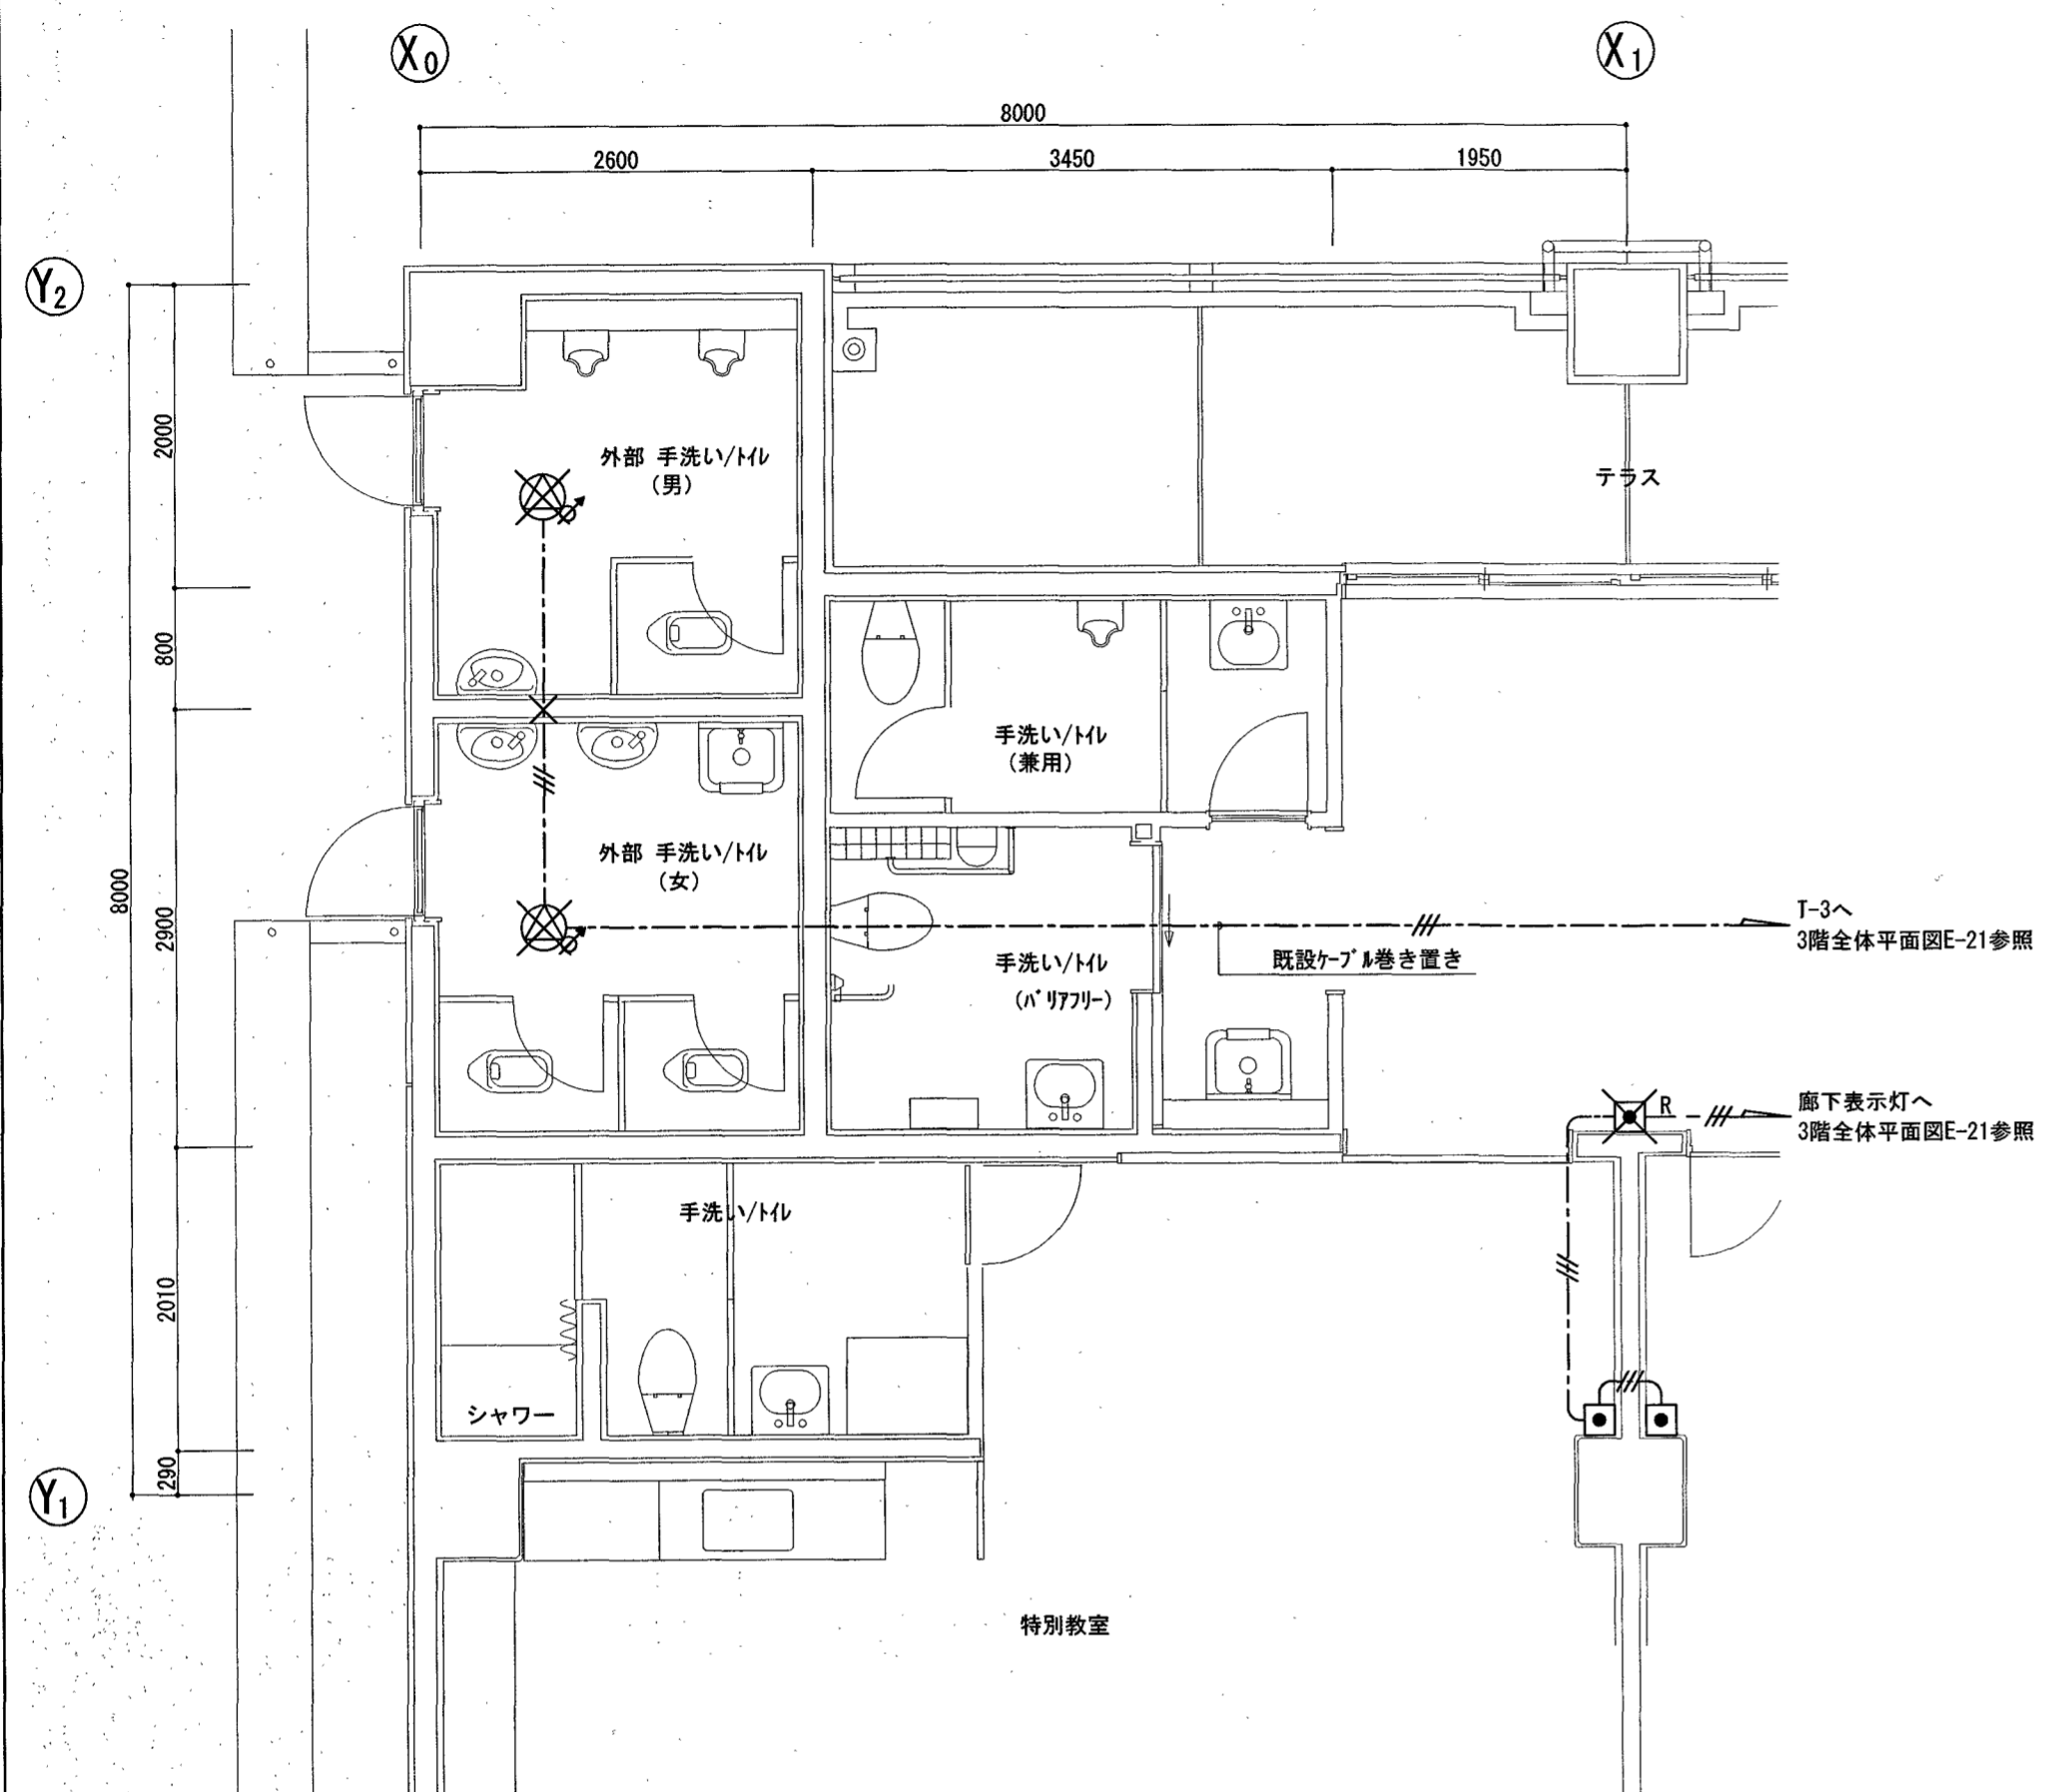 X0
X1
8000
2600
3450
1950
Y2
2000
800
8000
2900
2010
290
Y1
外部 手洗い/ﾄｲﾚ
(男)
テラス
手洗い/ﾄｲﾚ
(兼用)
外部 手洗い/ﾄｲﾚ
(女)
T-3へ
3階全体平面図E-21参照
既設ｹｰﾌﾞﾙ巻き置き
手洗い/ﾄｲﾚ
(ﾊﾞﾘｱﾌﾘｰ)
R
廊下表示灯へ
3階全体平面図E-21参照
手洗い/ﾄｲﾚ
シャワー
特別教室